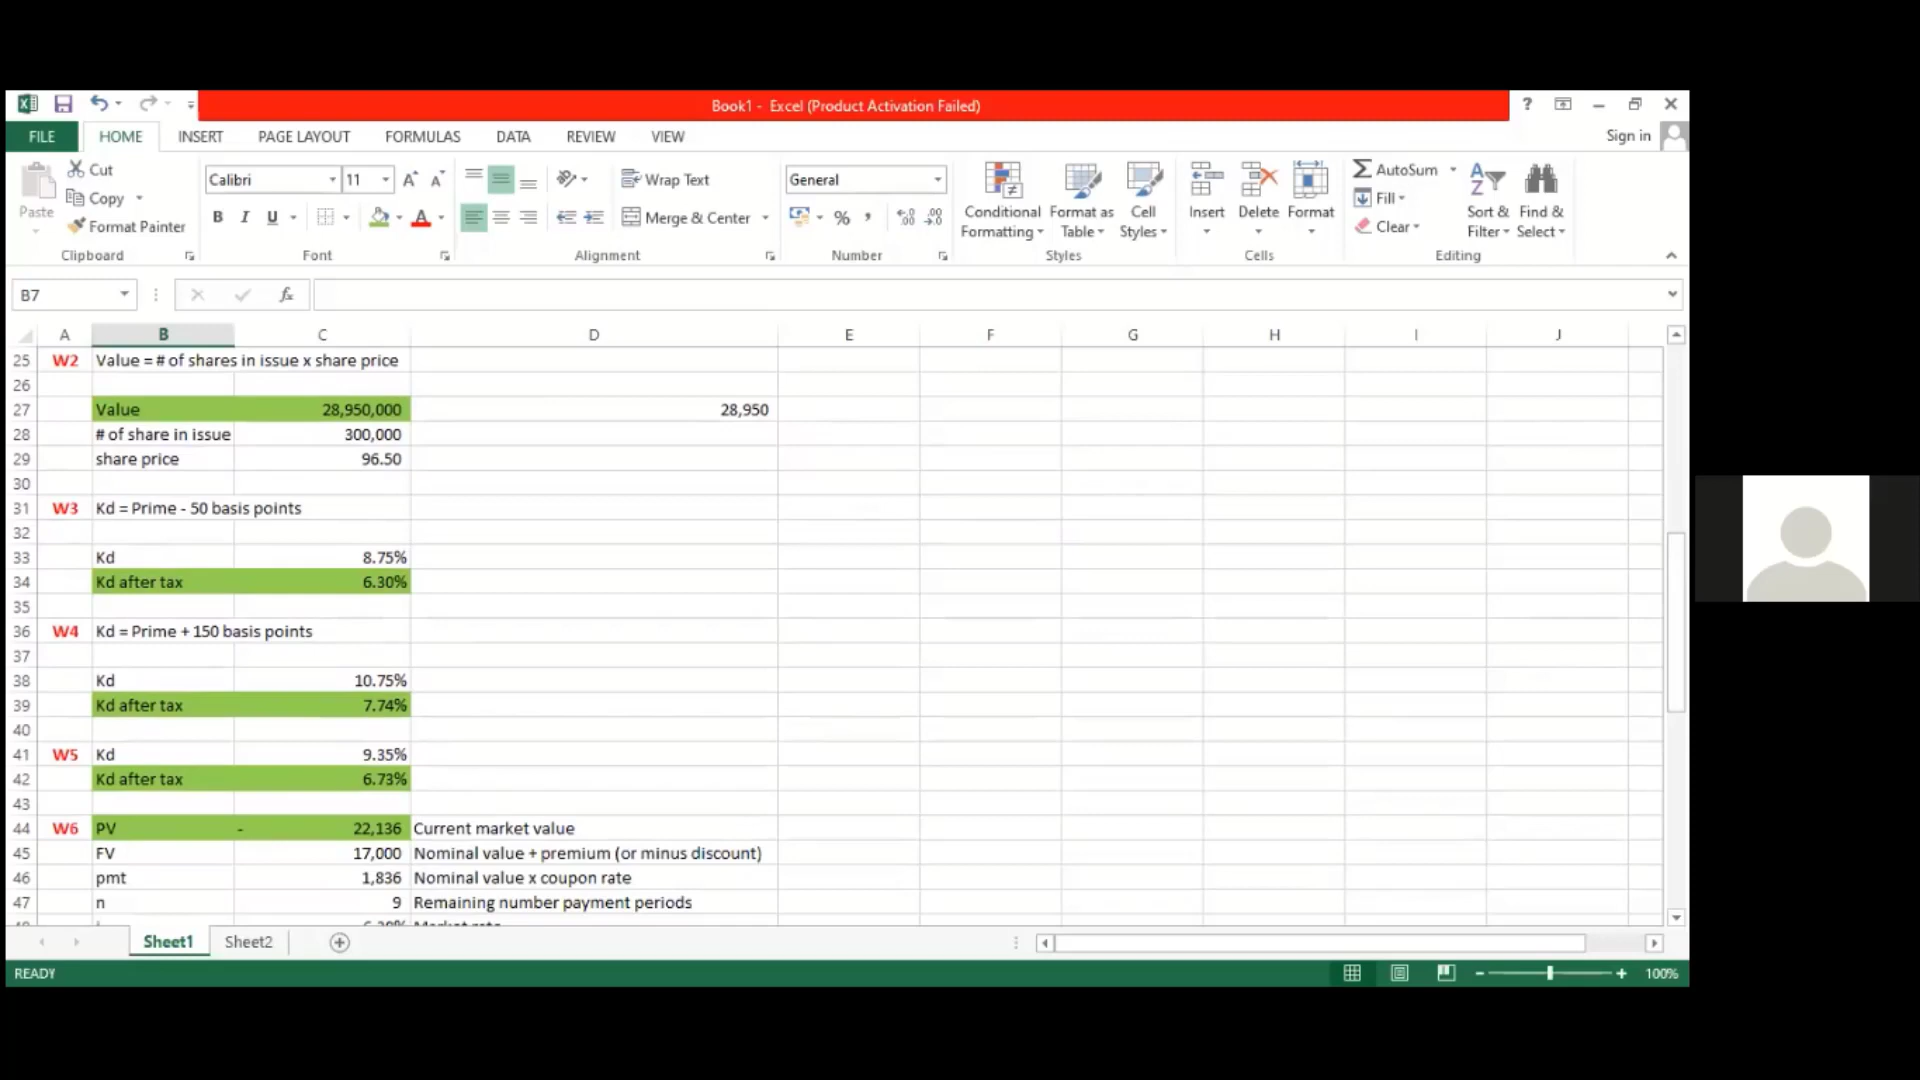 Book1 - Excel (Product Activation Failed)
?
FILE HOME INSERT PAGE LAYOUT FORMULAS DATA REVIEW VIEW Sign in
Paste
Cut
Copy
Format Painter
Clipboard
Calibri 11
B I U
Font
Wrap Text
Merge & Center
Alignment
General
%
Number
Conditional Formatting
Format as Table
Cell Styles
Styles
Insert Delete Format
Cells
AutoSum
Fill
Clear
Sort & Filter
Find & Select
Editing
B7 fx
A B C D E F G H I J
25 W2 Value = # of shares in issue x share price
26
27 Value 28,950,000 28,950
28 # of share in issue 300,000
29 share price 96.50
30
31 W3 Kd = Prime - 50 basis points
32
33 Kd 8.75%
34 Kd after tax 6.30%
35
36 W4 Kd = Prime + 150 basis points
37
38 Kd 10.75%
39 Kd after tax 7.74%
40
41 W5 Kd 9.35%
42 Kd after tax 6.73%
43
44 W6 PV - 22,136 Current market value
45 FV 17,000 Nominal value + premium (or minus discount)
46 pmt 1,836 Nominal value x coupon rate
47 n 9 Remaining number payment periods
Sheet1 Sheet2
READY 100%